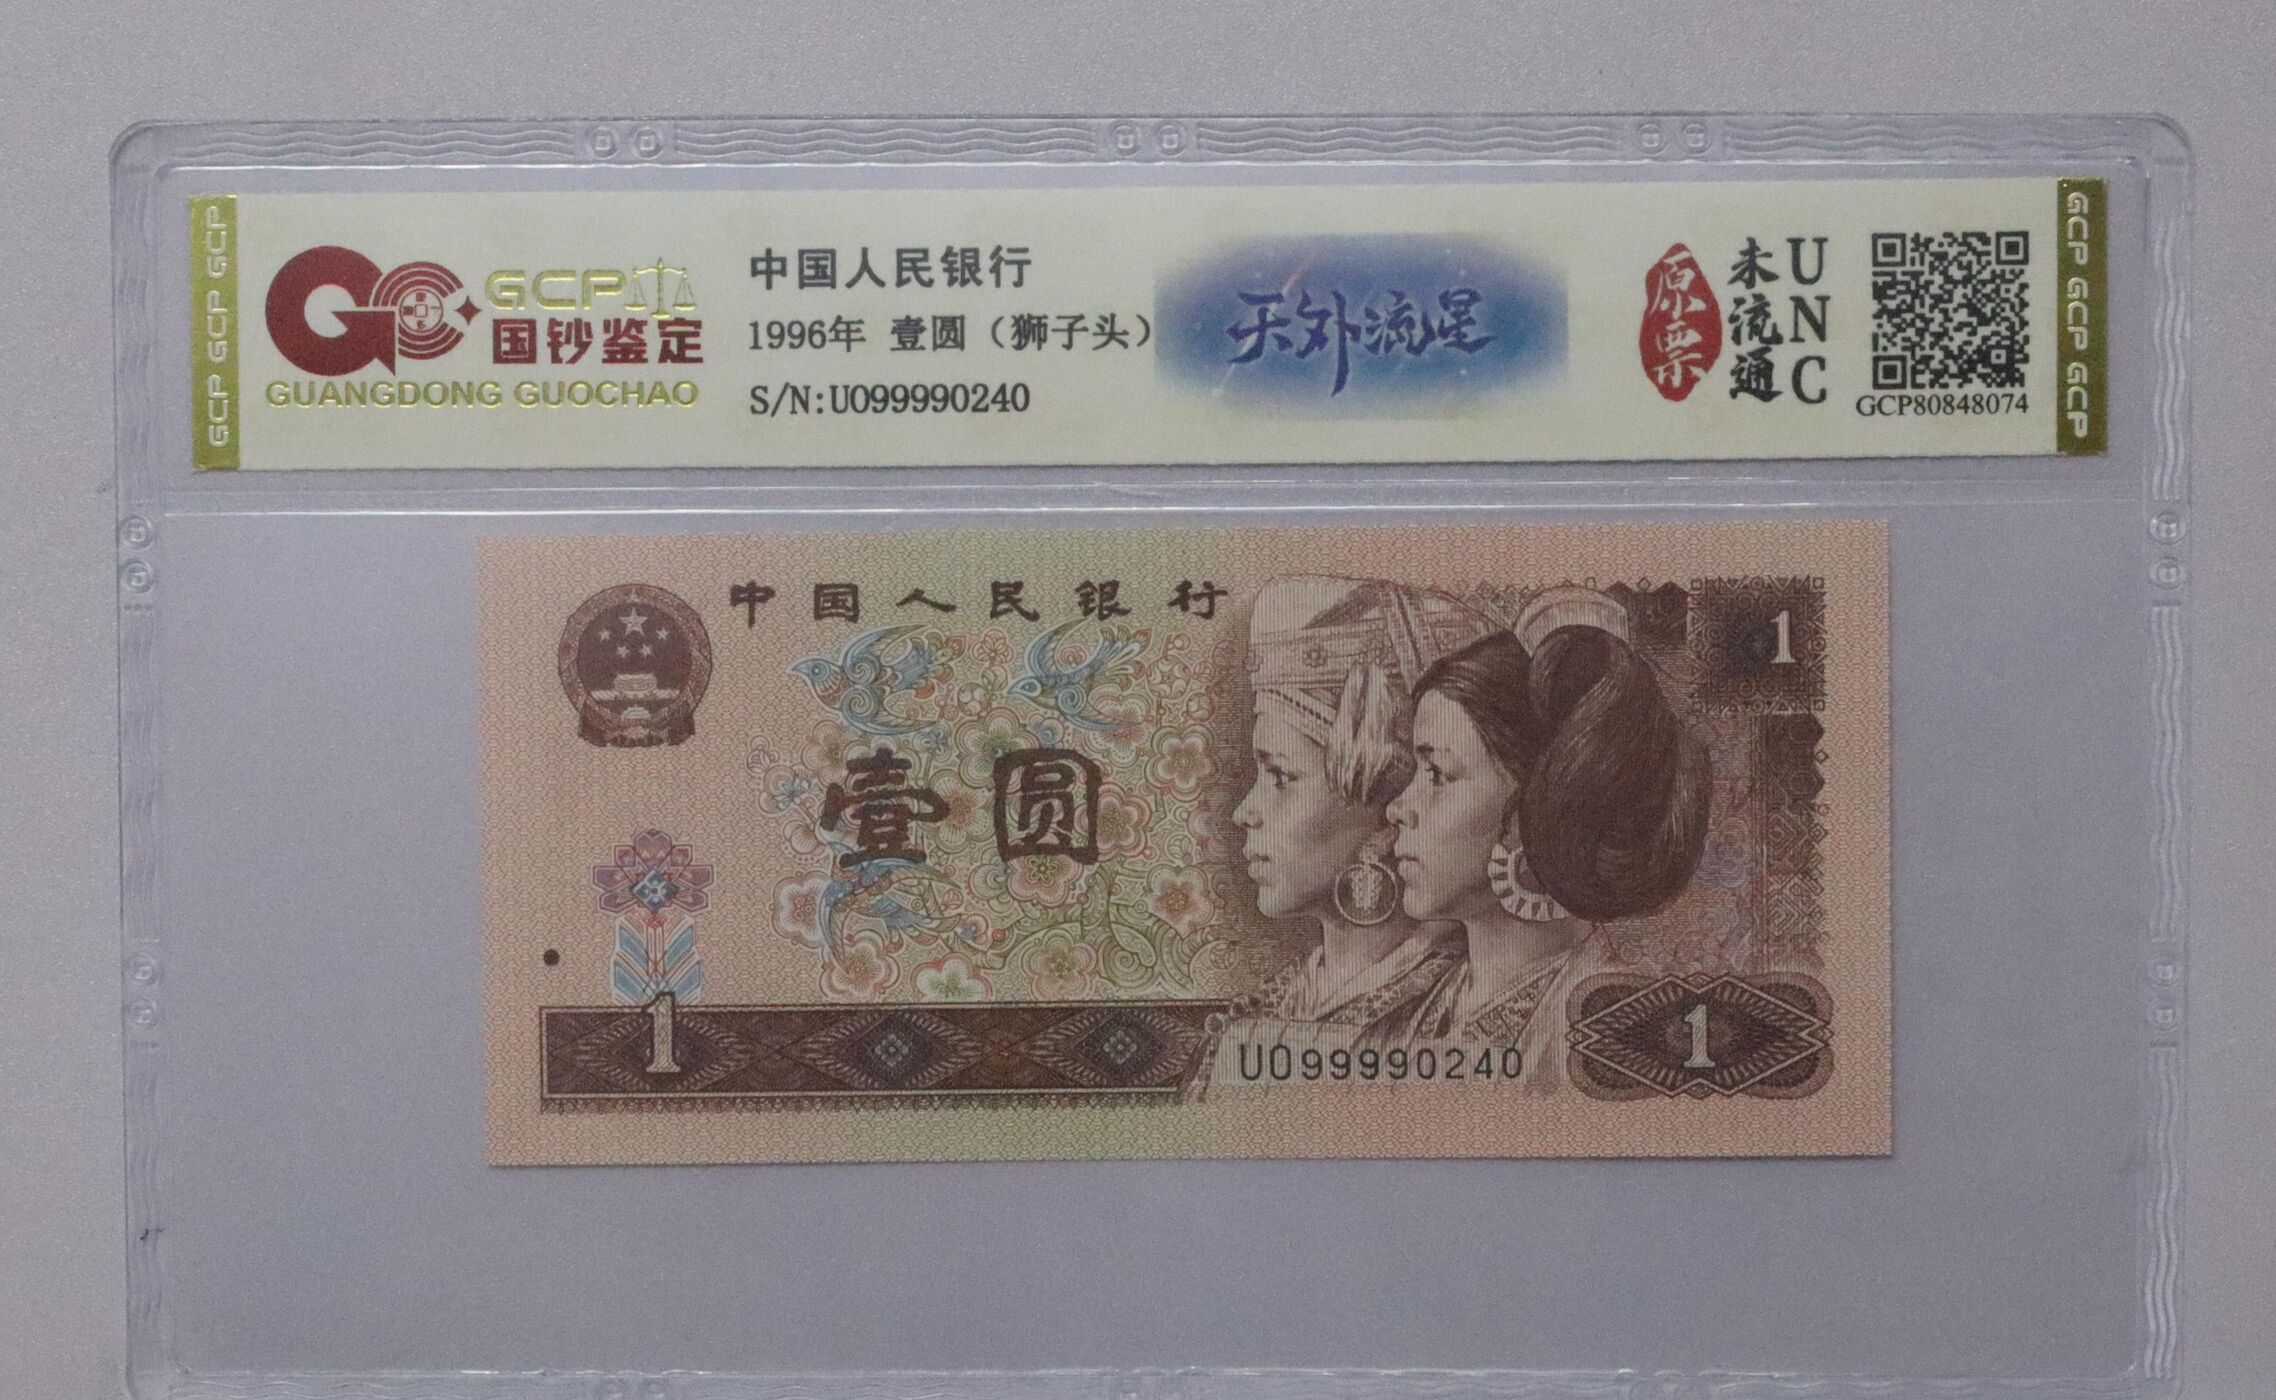 GCP GCP GCP
GCP
国钞鉴定
GUANGDONG GUOCHAO
中国人民银行
1996年 壹圆（狮子头）
S/N:U099990240
天外流星
原票
未流通
UNC
GCP80848074
GCP GCP GCP
中国人民银行
1
壹圆
1
U099990240
1